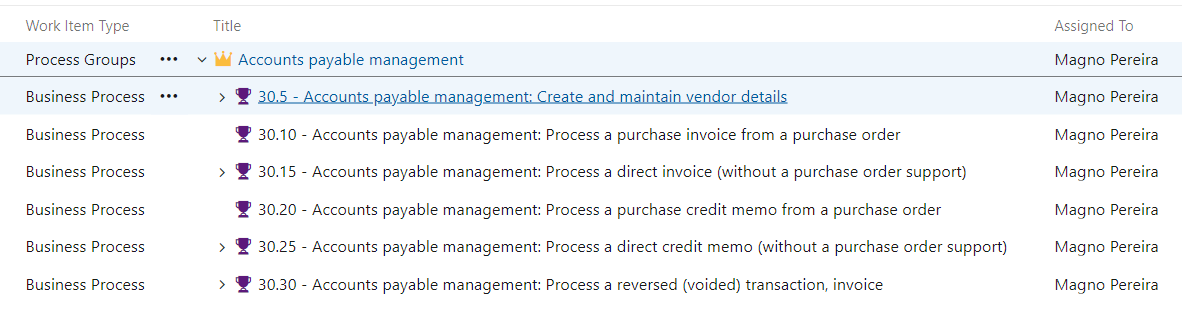 Work Item Type Title Assigned To
Process Groups ••• Accounts payable management Magno Pereira
Business Process ••• 30.5 - Accounts payable management: Create and maintain vendor details Magno Pereira
Business Process 30.10 - Accounts payable management: Process a purchase invoice from a purchase order Magno Pereira
Business Process 30.15 - Accounts payable management: Process a direct invoice (without a purchase order support) Magno Pereira
Business Process 30.20 - Accounts payable management: Process a purchase credit memo from a purchase order Magno Pereira
Business Process 30.25 - Accounts payable management: Process a direct credit memo (without a purchase order support) Magno Pereira
Business Process 30.30 - Accounts payable management: Process a reversed (voided) transaction, invoice Magno Pereira